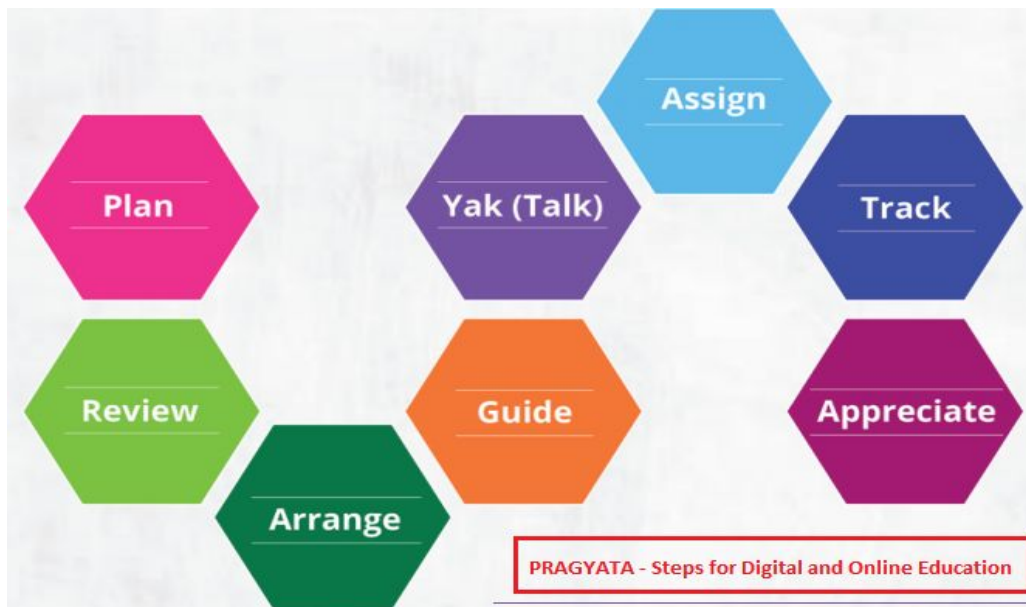 Plan
Review
Arrange
Guide
Yak (Talk)
Assign
Track
Appreciate
PRAGYATA - Steps for Digital and Online Education